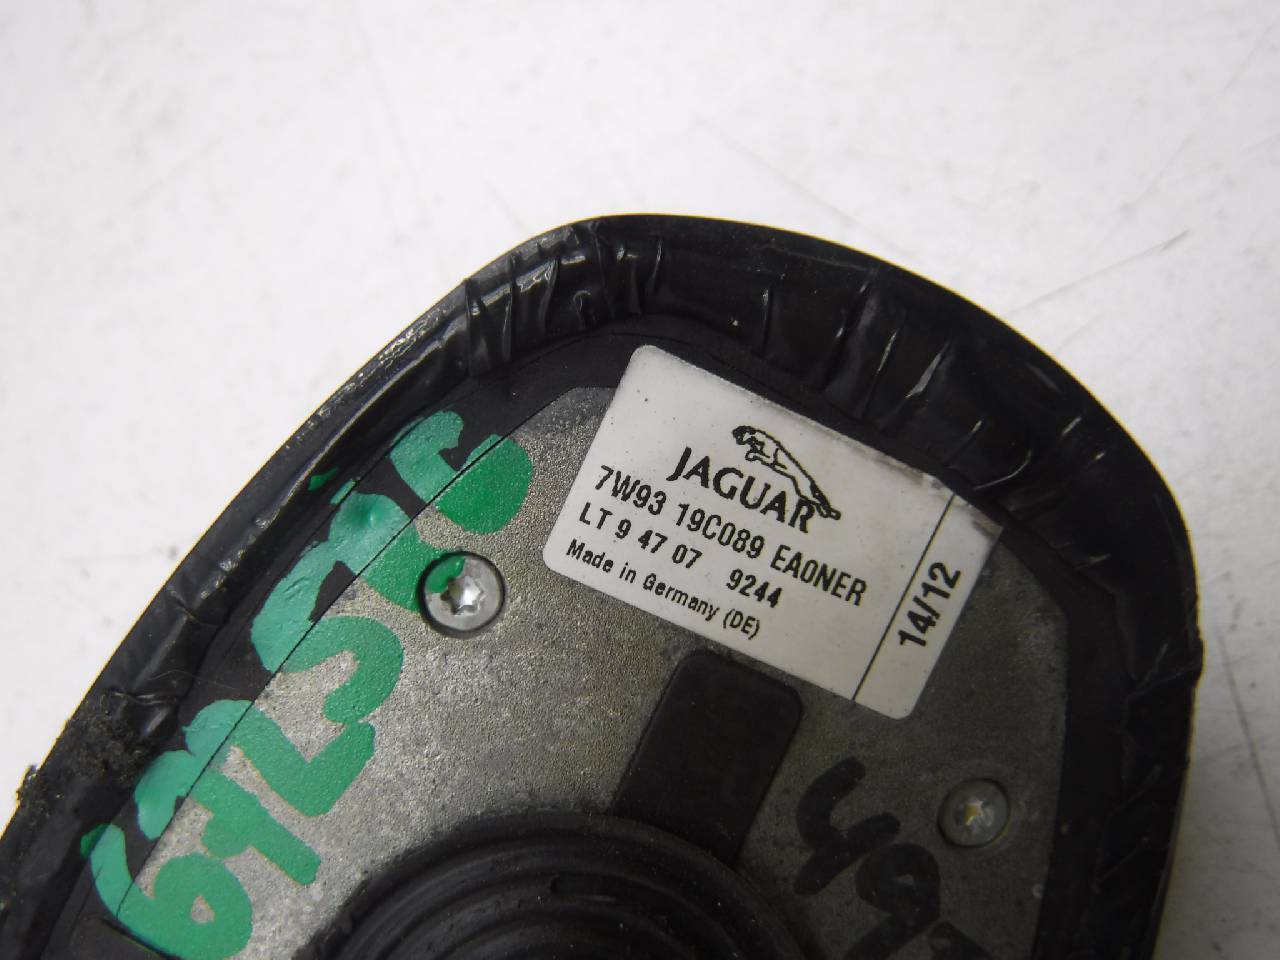 JAGUAR
7W93 19C089 EA0NER
LT 9 47 07 9244
Made in Germany (DE)
14/12